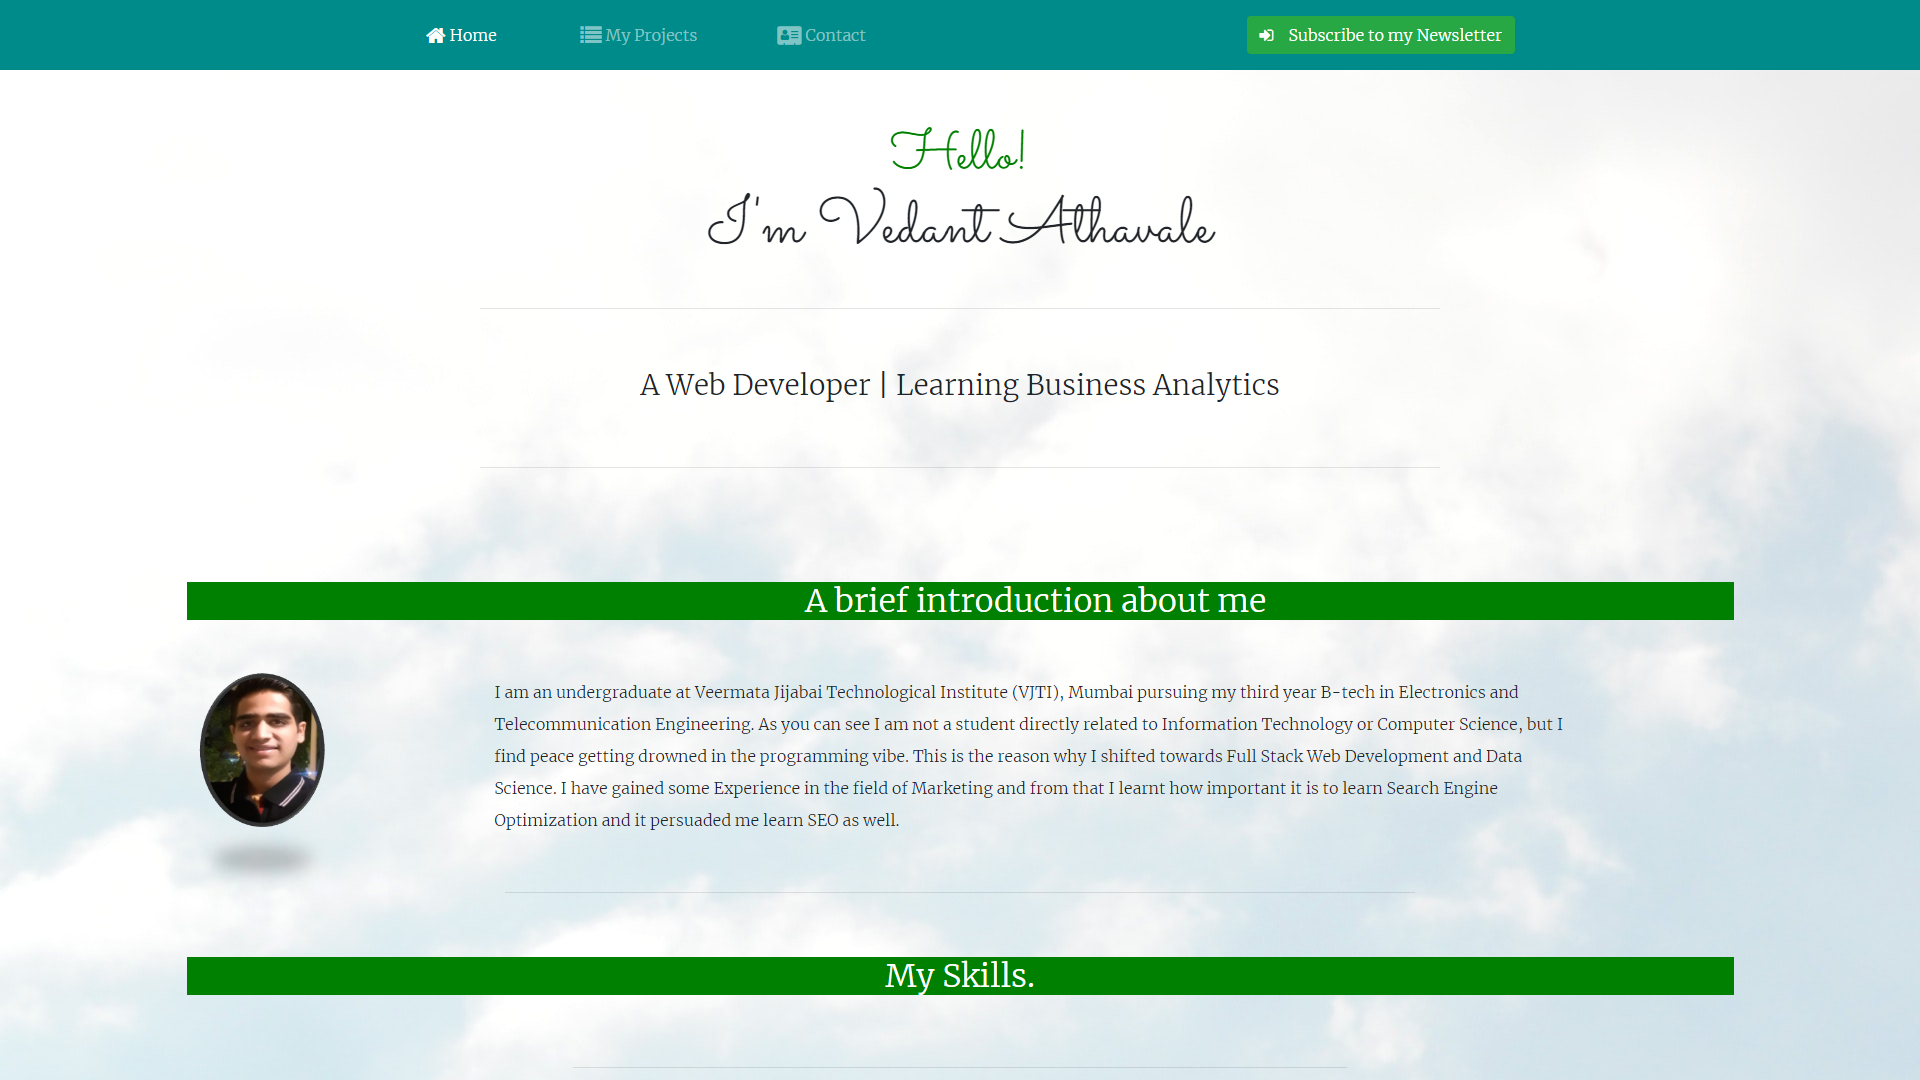 Home
My Projects
Contact
Subscribe to my Newsletter
Hello!
I'm Vedant Athavale
A Web Developer | Learning Business Analytics
A brief introduction about me
I am an undergraduate at Veermata Jijabai Technological Institute (VJTI), Mumbai pursuing my third year B-tech in Electronics and
Telecommunication Engineering. As you can see I am not a student directly related to Information Technology or Computer Science, but I
find peace getting drowned in the programming vibe. This is the reason why I shifted towards Full Stack Web Development and Data
Science. I have gained some Experience in the field of Marketing and from that I learnt how important it is to learn Search Engine
Optimization and it persuaded me learn SEO as well.
My Skills.